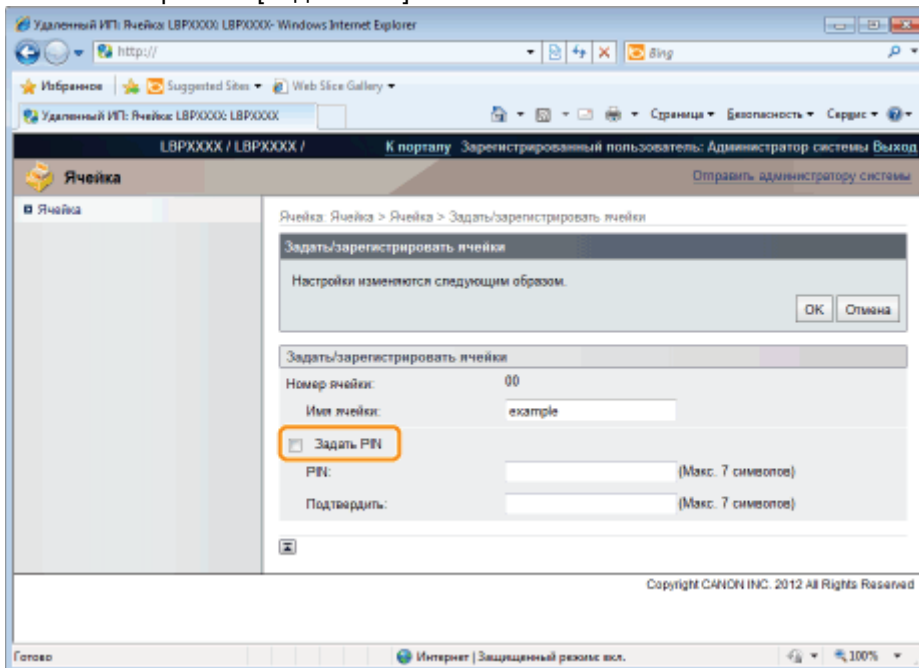 Удаленный ИП: Ячейка: LBPXXXX: LBPXXXX- Windows Internet Explorer
http:// Bing
Избранное Suggested Sites Web Slice Gallery
Удаленный ИП: Ячейка: LBPXXXX: LBPXXXX Страница Безопасность Сервис
LBPXXXX / LBPXXXX / К порталу Зарегистрированный пользователь: Администратор системы Выход
Ячейка Отправить администратору системы
Ячейка
Ячейка: Ячейка > Ячейка > Задать/зарегистрировать ячейки
Задать/зарегистрировать ячейки
Настройки изменяются следующим образом.
OK Отмена
Задать/зарегистрировать ячейки
Номер ячейки: 00
Имя ячейки: example
Задать PIN
PIN: (Макс. 7 символов)
Подтвердить: (Макс. 7 символов)
Copyright CANON INC. 2012 All Rights Reserved
Готово Интернет | Защищенный режим: вкл. 100%